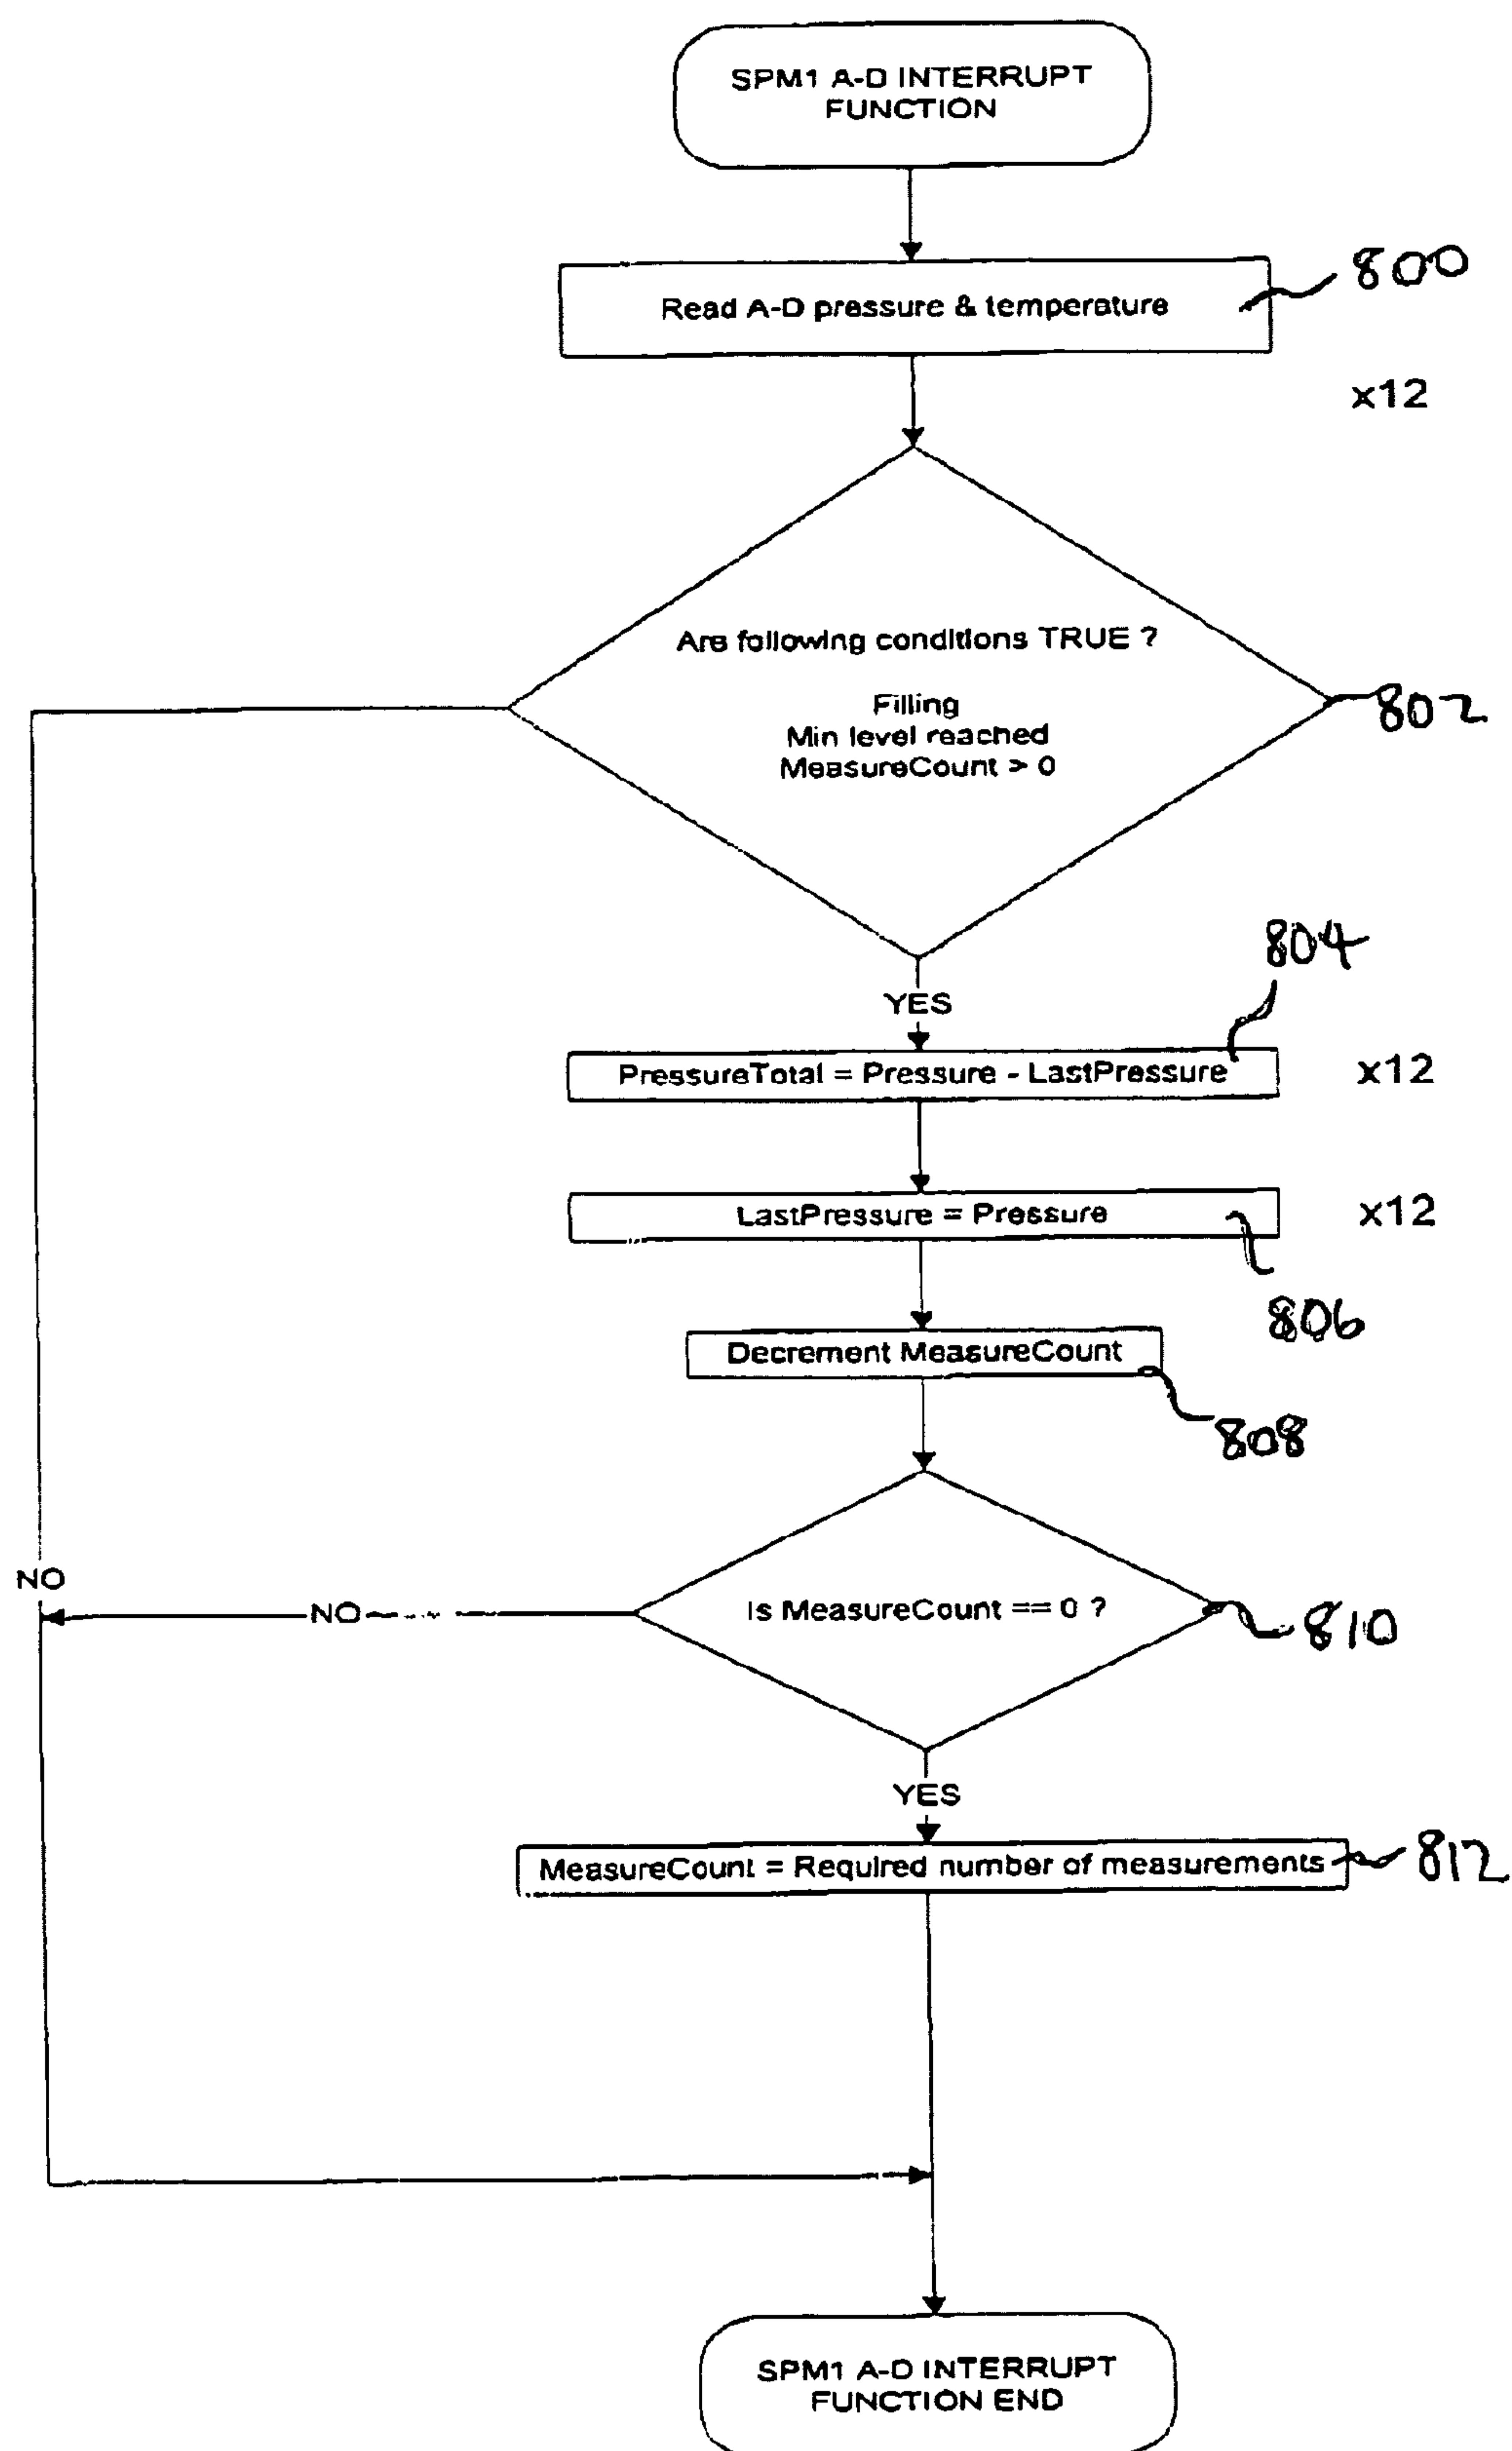 SPM1 A-D INTERRUPT
FUNCTION
Read A-D pressure & temperature
800
x12
Are following conditions TRUE ?
Filling
Min level reached
MeasureCount > 0
802
804
YES
PressureTotal = Pressure - LastPressure
x12
LastPressure = Pressure
x12
806
Decrement MeasureCount
808
NO
NO
Is MeasureCount == 0 ?
810
YES
MeasureCount = Required number of measurements
812
SPM1 A-D INTERRUPT
FUNCTION END